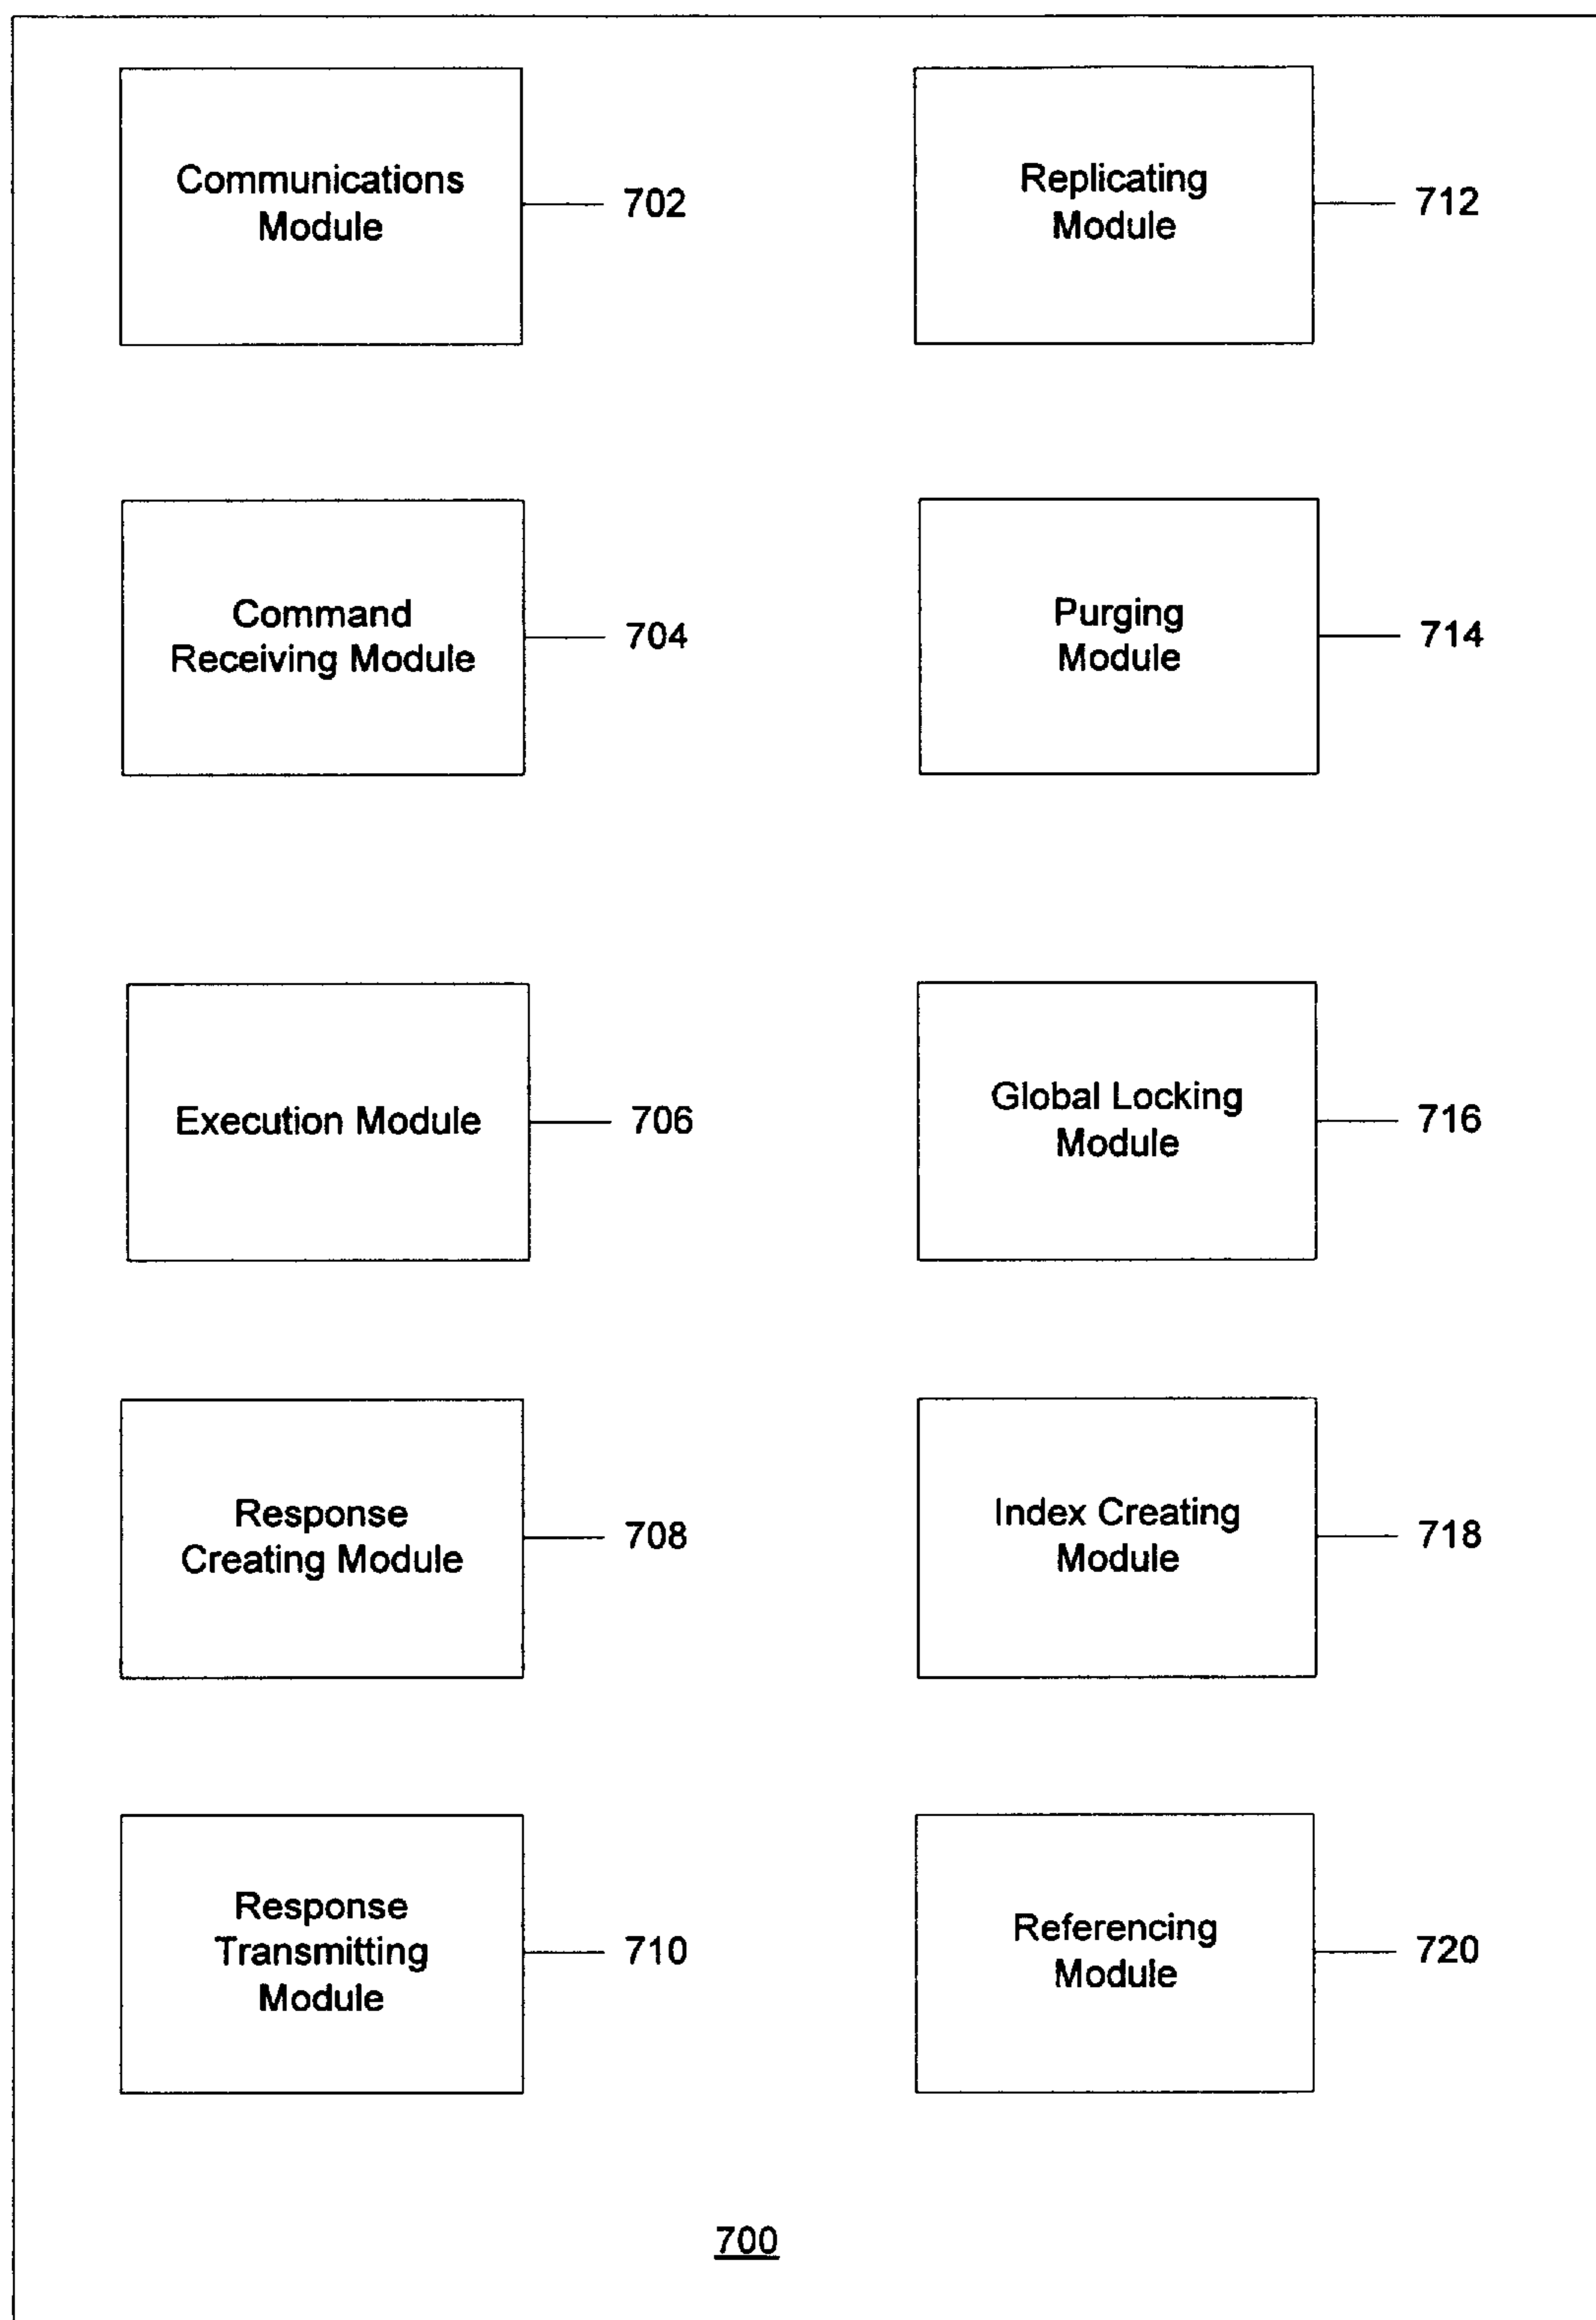 Communications
Module
702
Replicating
Module
712
Command
Receiving Module
704
Purging
Module
714
Execution Module
706
Global Locking
Module
716
Response
Creating Module
708
Index Creating
Module
718
Response
Transmitting
Module
710
Referencing
Module
720
700